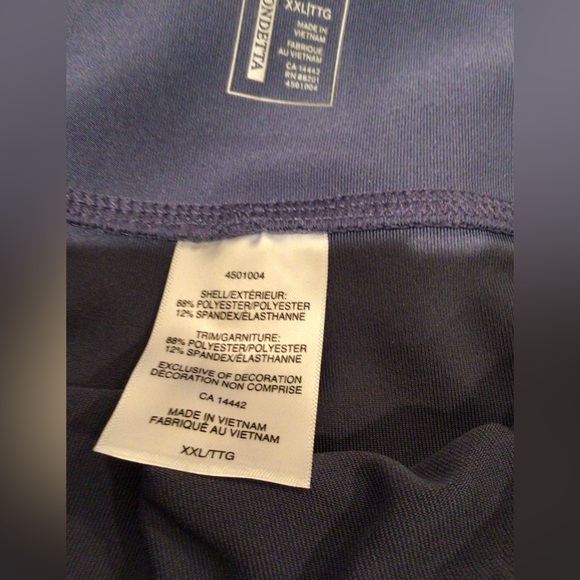 ONDETTA
XXL/TTG
MADE IN
VIETNAM
FABRIQUÉ
AU VIETNAM
CA 14442
RN 86201
4501004
4501004
SHELL/EXTÉRIEUR:
88% POLYESTER/POLYESTER
12% SPANDEX/ÉLASTHANNE
TRIM/GARNITURE:
88% POLYESTER/POLYESTER
12% SPANDEX/ÉLASTHANNE
EXCLUSIVE OF DECORATION
DÉCORATION NON COMPRISE
CA 14442
MADE IN VIETNAM
FABRIQUÉ AU VIETNAM
XXL/TTG